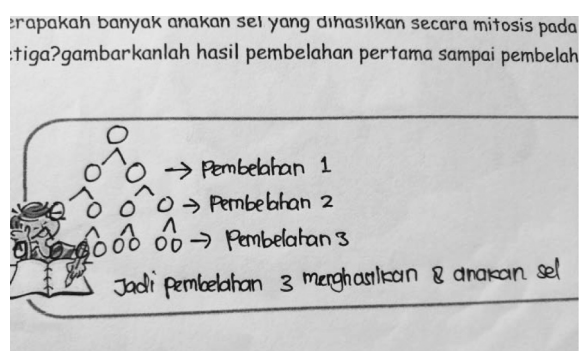 erapakah banyak anakan sel yang dihasilkan secara mitosis pada
tiga?gambarkanlah hasil pembelahan pertama sampai pembelah
→ Pembelahan 1
→ Pembelahan 2
→ Pembelahan 3
Jadi pembelahan 3 menghasilkan 8 anakan sel